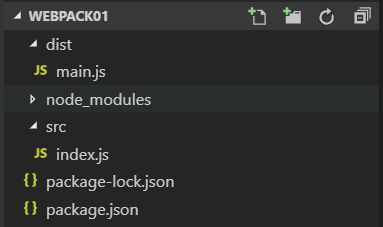 WEBPACK01
dist
JS main.js
node_modules
src
JS index.js
{} package-lock.json
{} package.json